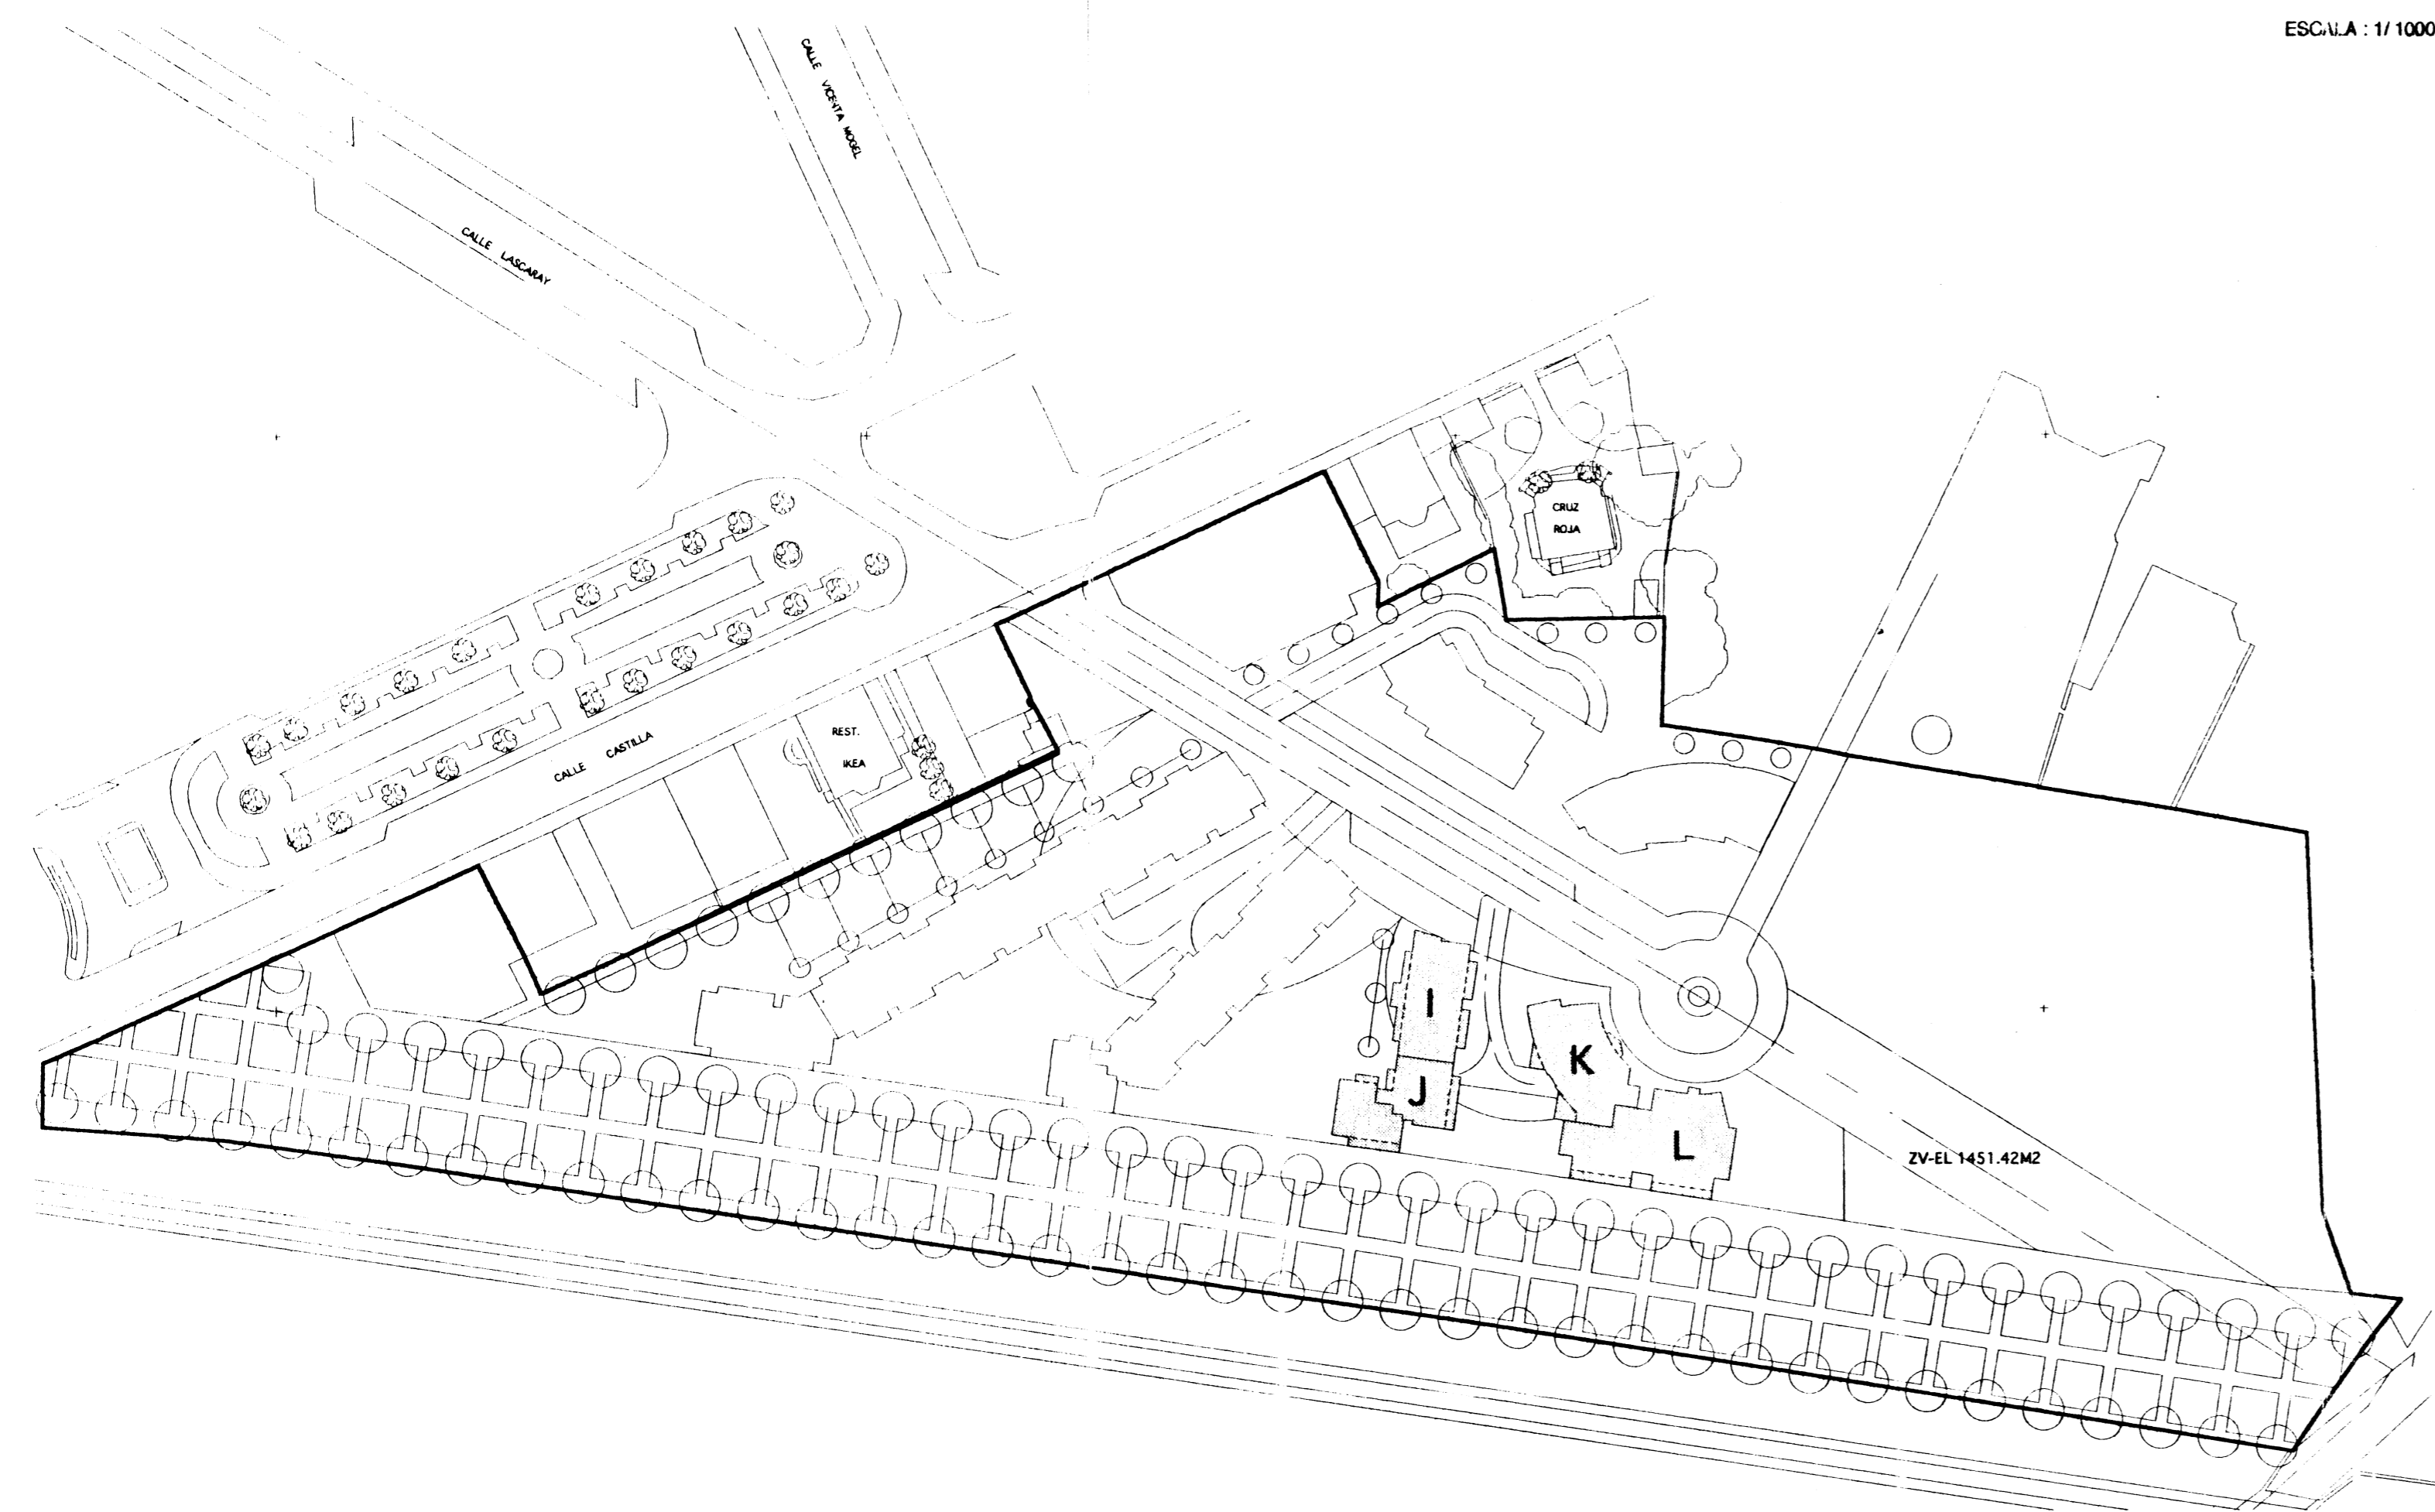 ESCALA : 1/ 1000
CALLE VICENTA MOGEL
CALLE LASCARAY
CRUZ
ROJA
REST.
IKEA
CALLE CASTILLA
I
K
J
L
ZV-EL 1451.42M2